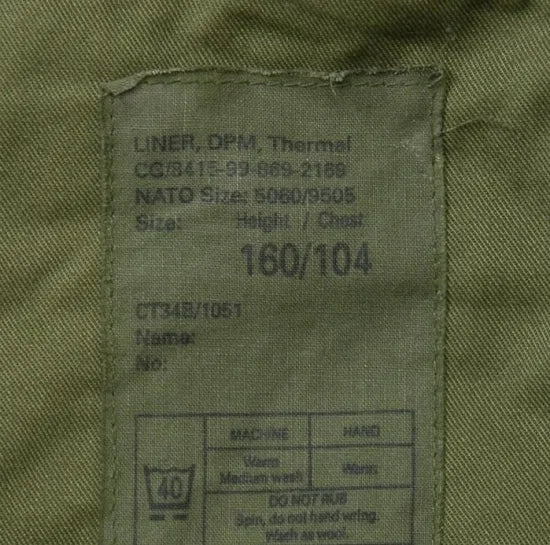 LINER, DPM, Thermal
CG/8415-99-869-2169
NATO Size: 5060/9505
Size: Height / Chest
160/104
CT34B/1051
Name:
No:
MACHINE HAND
Warm Medium wash Warm
40
DO NOT RUB
Spin, do not hand wring.
Wash as wool.